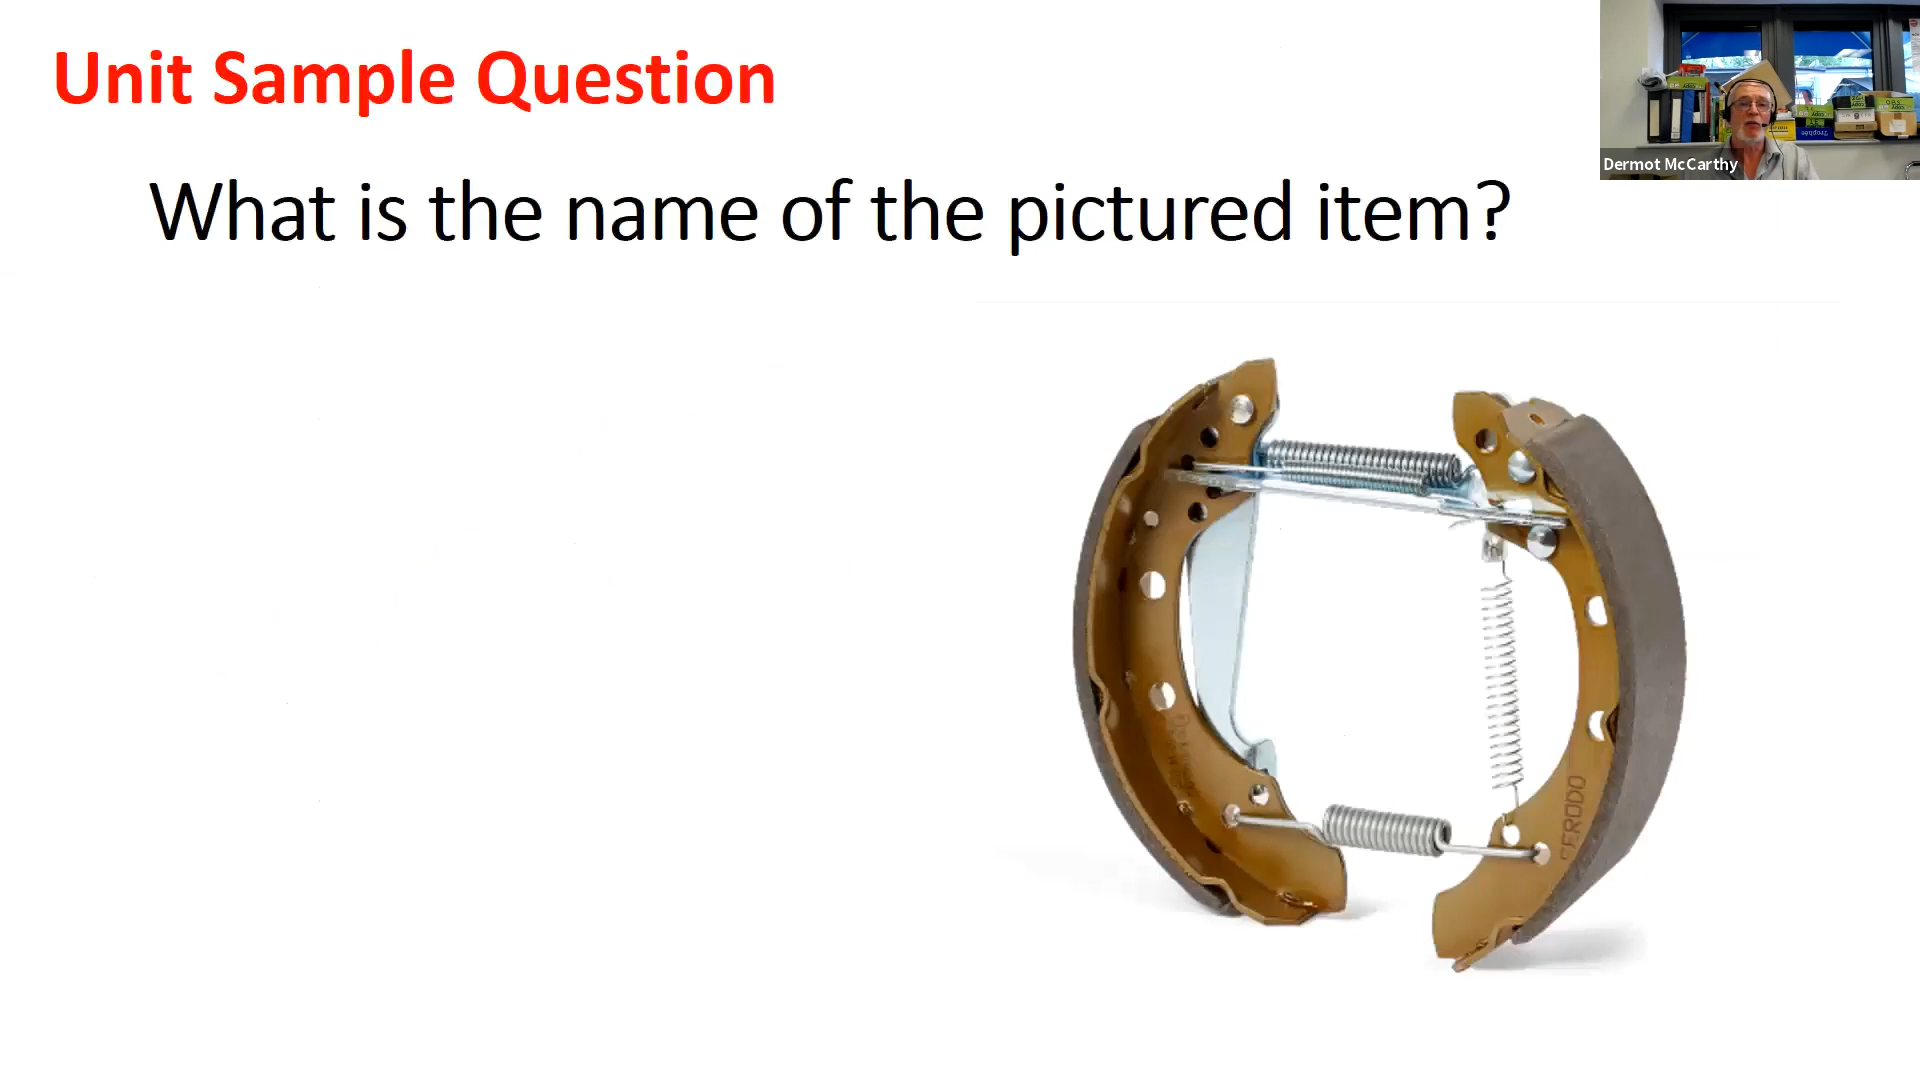 Unit Sample Question
Dermot McCarthy
What is the name of the pictured item?
FERODO